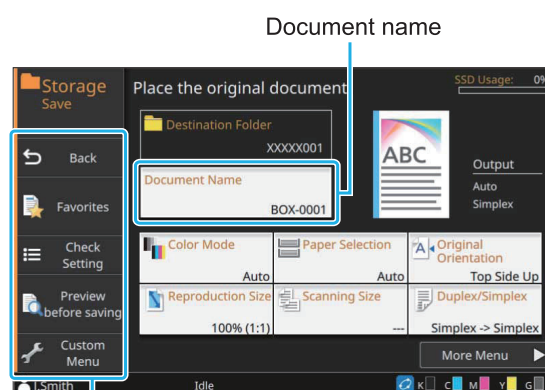 Document name
Storage
Save
Place the original document
SSD Usage: 0%
Destination Folder
XXXXX001
Document Name
BOX-0001
ABC
Output
Auto
Simplex
Back
Favorites
Check
Setting
Preview
before saving
Custom
Menu
Color Mode
Auto
Paper Selection
Auto
A
Original
Orientation
Top Side Up
Reproduction Size
100% (1:1)
Scanning Size
---
Duplex/Simplex
Simplex -> Simplex
More Menu
J.Smith
Idle
K C M Y G